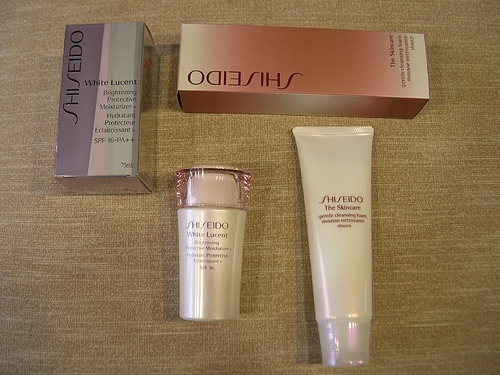 SHISEIDO
White Lucent
Brightening
Protective
Moisturizer N
Hydratant
Protecteur
Eclaircissant N
SPF 16•PA++
75mL
SHISEIDO
The Skincare
gentle cleansing foam
mousse nettoyante
douce
SHISEIDO
White Lucent
Brightening
Protective Moisturizer N
Hydratant Protecteur
Eclaircissant N
SPF 16
SHISEIDO
The Skincare
gentle cleansing foam
mousse nettoyante
douce